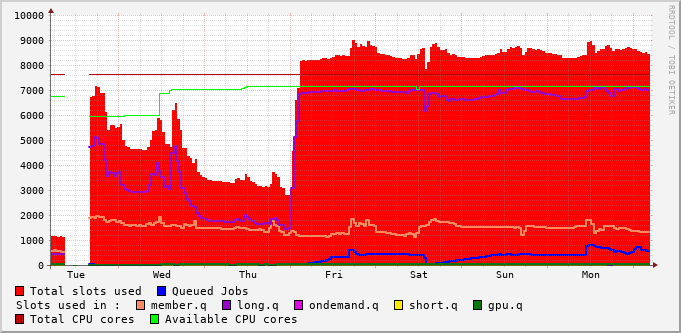 10000
9000
8000
7000
6000
5000
4000
3000
2000
1000
0
Tue Wed Thu Fri Sat Sun Mon
RRDTOOL / TOBI OETIKER
Total slots used Queued Jobs
Slots used in : member.q long.q ondemand.q short.q gpu.q
Total CPU cores Available CPU cores